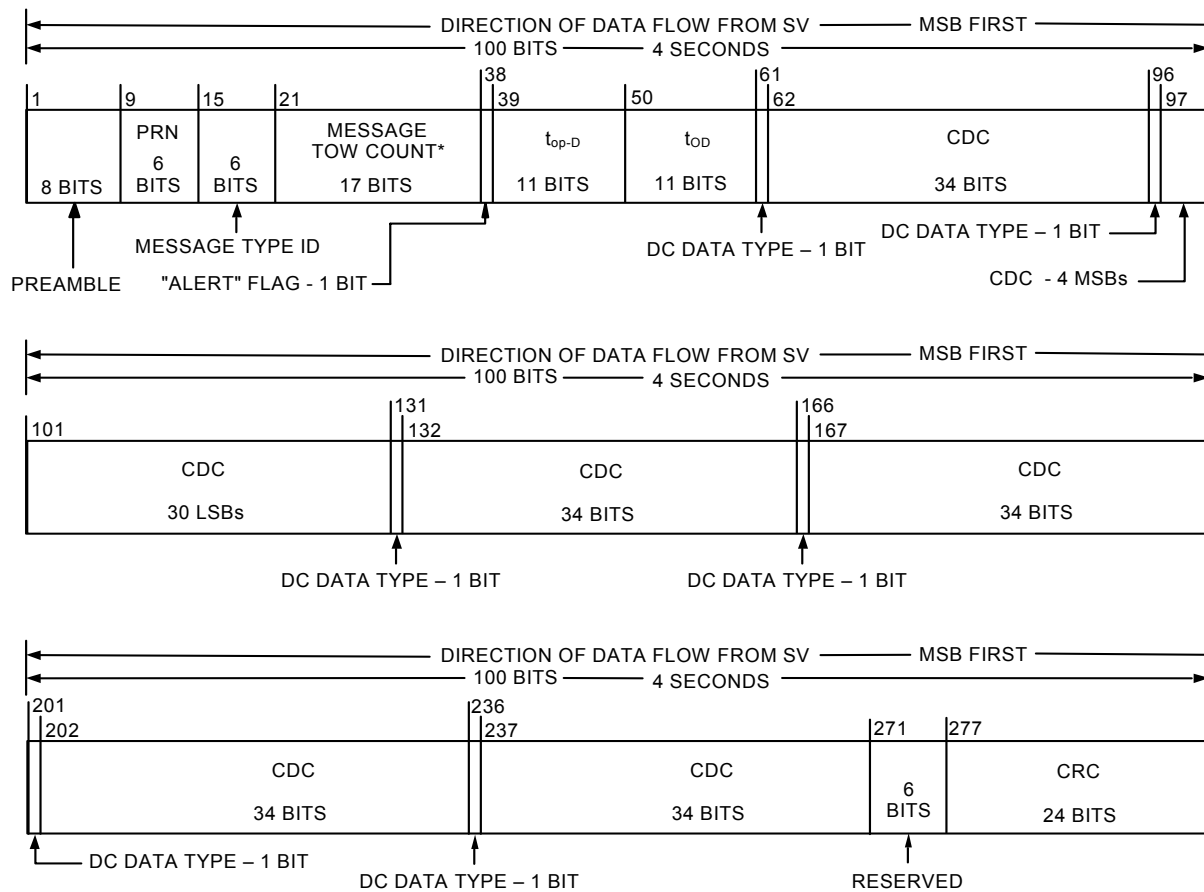 DIRECTION OF DATA FLOW FROM SV MSB FIRST
100 BITS 4 SECONDS
1 9 15 21 38 39 50 61 62 96 97
8 BITS
PRN 6 BITS
6 BITS
MESSAGE TOW COUNT* 17 BITS
top-D 11 BITS
tOD 11 BITS
CDC 34 BITS
PREAMBLE
MESSAGE TYPE ID
"ALERT" FLAG - 1 BIT
DC DATA TYPE – 1 BIT
DC DATA TYPE – 1 BIT
CDC - 4 MSBs
DIRECTION OF DATA FLOW FROM SV MSB FIRST
100 BITS 4 SECONDS
101 131 132 166 167
CDC 30 LSBs
CDC 34 BITS
CDC 34 BITS
DC DATA TYPE – 1 BIT
DC DATA TYPE – 1 BIT
DIRECTION OF DATA FLOW FROM SV MSB FIRST
100 BITS 4 SECONDS
201 202 236 237 271 277
CDC 34 BITS
CDC 34 BITS
6 BITS
CRC 24 BITS
DC DATA TYPE – 1 BIT
DC DATA TYPE – 1 BIT
RESERVED